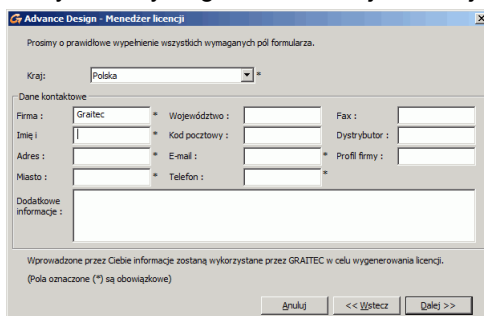 Advance Design - Menedżer licencji
Prosimy o prawidłowe wypełnienie wszystkich wymaganych pól formularza.
Kraj: Polska *
Dane kontaktowe
Firma : Graitec * Województwo : Fax :
Imię i * Kod pocztowy : Dystrybutor :
Adres : * E-mail : * Profil firmy :
Miasto : * Telefon : *
Dodatkowe
informacje :
Wprowadzone przez Ciebie informacje zostaną wykorzystane przez GRAITEC w celu wygenerowania licencji.
(Pola oznaczone (*) są obowiązkowe)
Anuluj << Wstecz Dalej >>